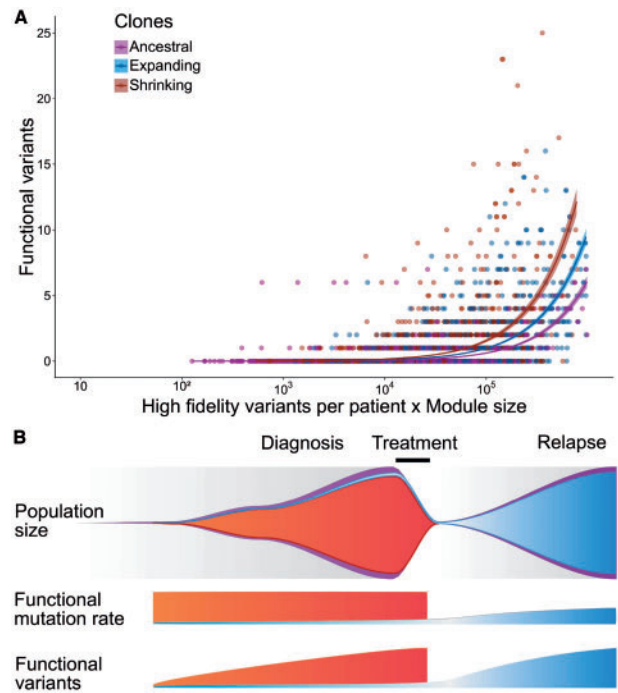 A
Clones
Ancestral
Expanding
Shrinking
Functional variants
25
20
15
10
5
0
10
10²
10³
10⁴
10⁵
High fidelity variants per patient x Module size
B
Diagnosis
Treatment
Relapse
Population
size
Functional
mutation rate
Functional
variants